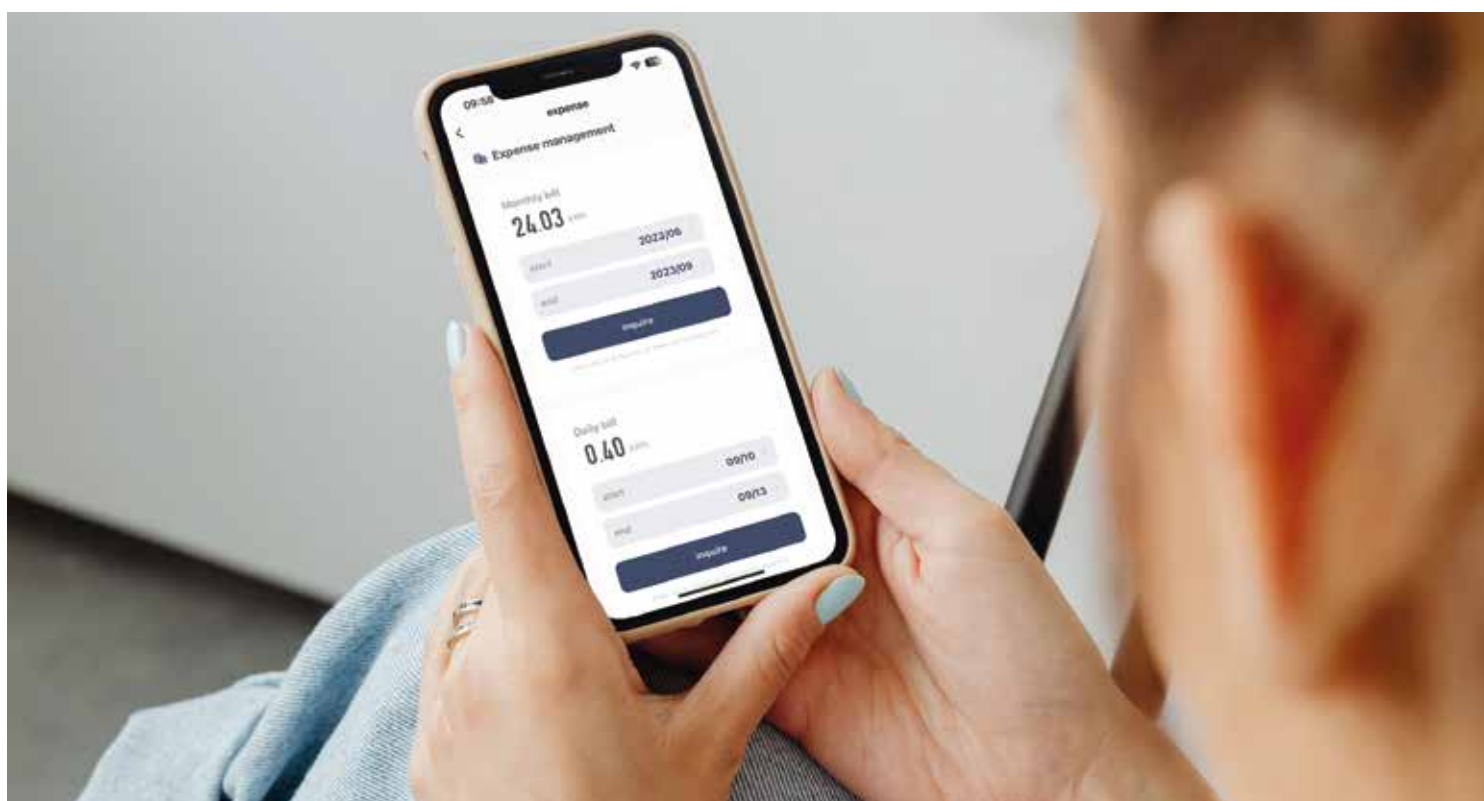 09:58
expense
<
Expense management
Monthly bill
24.03
start 2023/06
end 2023/09
inquire
Daily bill
0.40
start 09/10
end 09/13
inquire